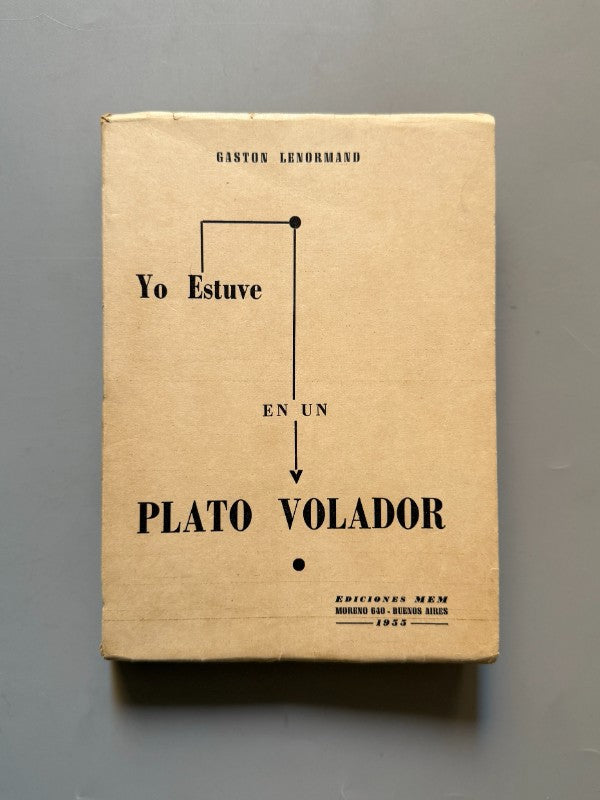 GASTON LENORMAND
Yo Estuve
EN UN
PLATO VOLADOR
EDICIONES MEM
MORENO 640 - BUENOS AIRES
1955